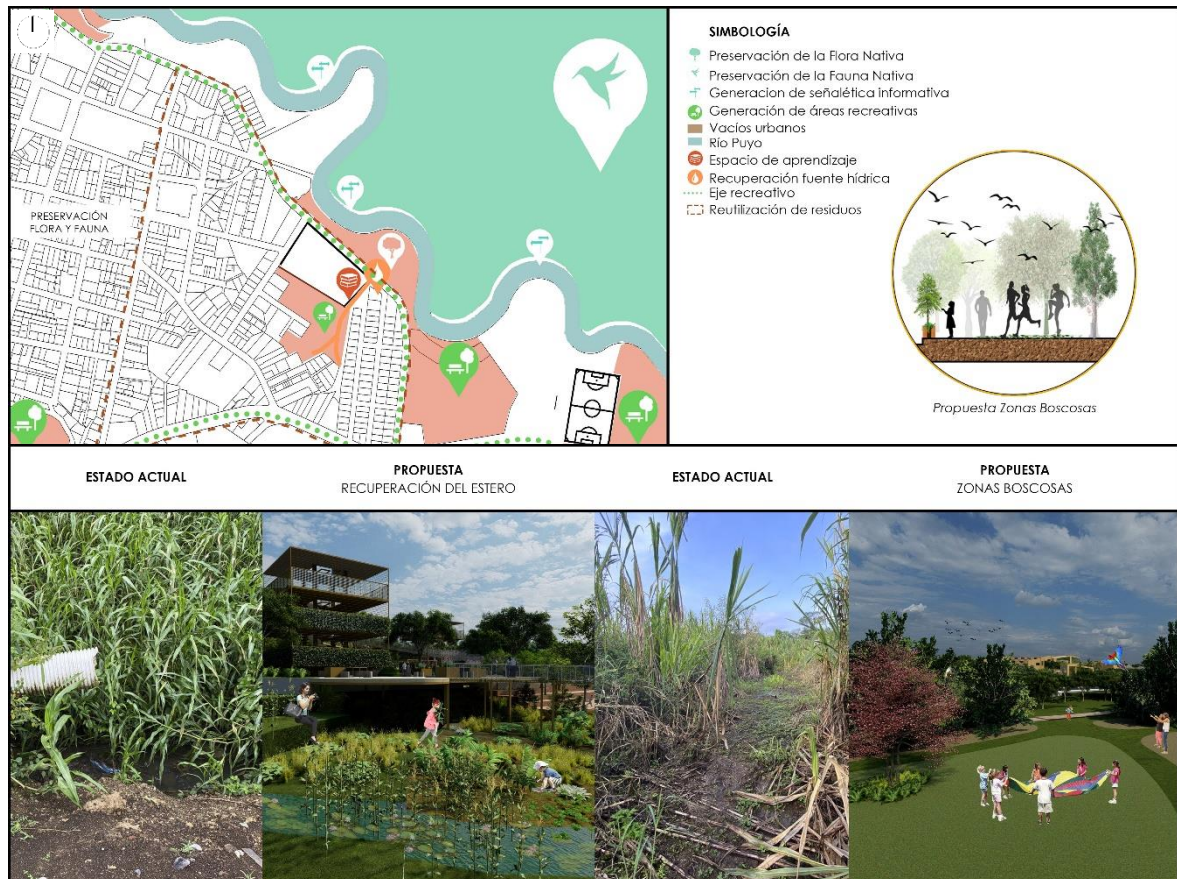 PRESERVACIÓN
FLORA Y FAUNA
SIMBOLOGÍA
Preservación de la Flora Nativa
Preservación de la Fauna Nativa
Generacion de señalética informativa
Generación de áreas recreativas
Vacíos urbanos
Río Puyo
Espacio de aprendizaje
Recuperación fuente hídrica
Eje recreativo
Reutilización de residuos
Propuesta Zonas Boscosas
ESTADO ACTUAL
PROPUESTA
RECUPERACIÓN DEL ESTERO
ESTADO ACTUAL
PROPUESTA
ZONAS BOSCOSAS